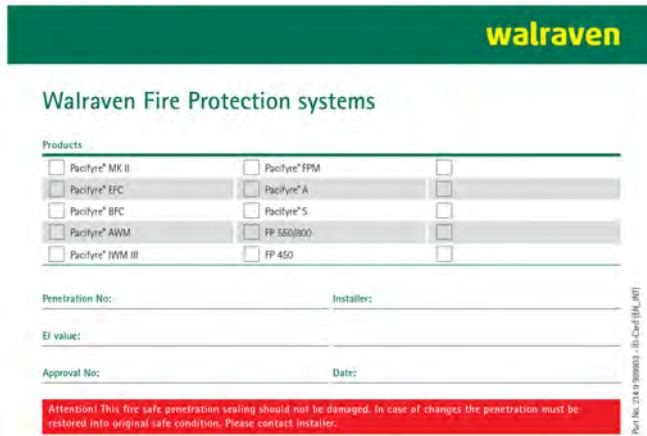 walraven
Walraven Fire Protection systems
Products
Pacifyre® MK II
Pacifyre® FPM
Pacifyre® EFC
Pacifyre® A
Pacifyre® BFC
Pacifyre® S
Pacifyre® AWM
FP 550/800
Pacifyre® IWM III
FP 450
Penetration No:
Installer:
EI value:
Approval No:
Date:
Attention! This fire safe penetration sealing should not be damaged. In case of changes the penetration must be
restored into original safe condition. Please contact installer.
Part No. 214 9 999903 - ID-Card (EN_INT)